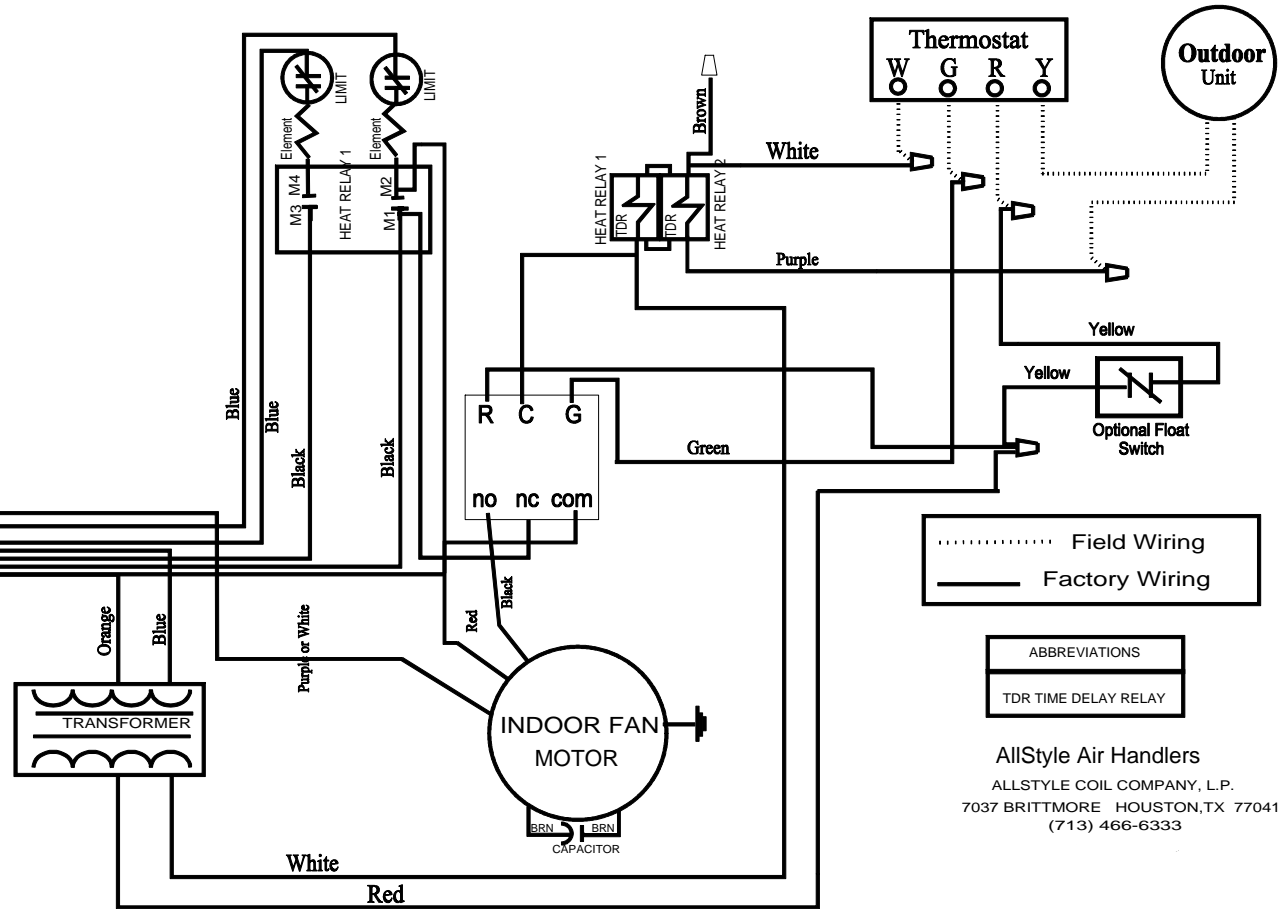 Thermostat
W G R Y
Outdoor
Unit
LIMIT
LIMIT
Element
Element
M4
M3
HEAT RELAY 1
M2
M1
Brown
White
HEAT RELAY 1
TDR
TDR
HEAT RELAY 2
Purple
Yellow
Yellow
Optional Float
Switch
Blue
Blue
Black
Black
R C G
no nc com
Green
Field Wiring
Factory Wiring
Orange
Blue
Purple or White
Red
Black
TRANSFORMER
INDOOR FAN
MOTOR
BRN BRN
CAPACITOR
ABBREVIATIONS
TDR TIME DELAY RELAY
AllStyle Air Handlers
ALLSTYLE COIL COMPANY, L.P.
7037 BRITTMORE HOUSTON,TX 77041
(713) 466-6333
White
Red